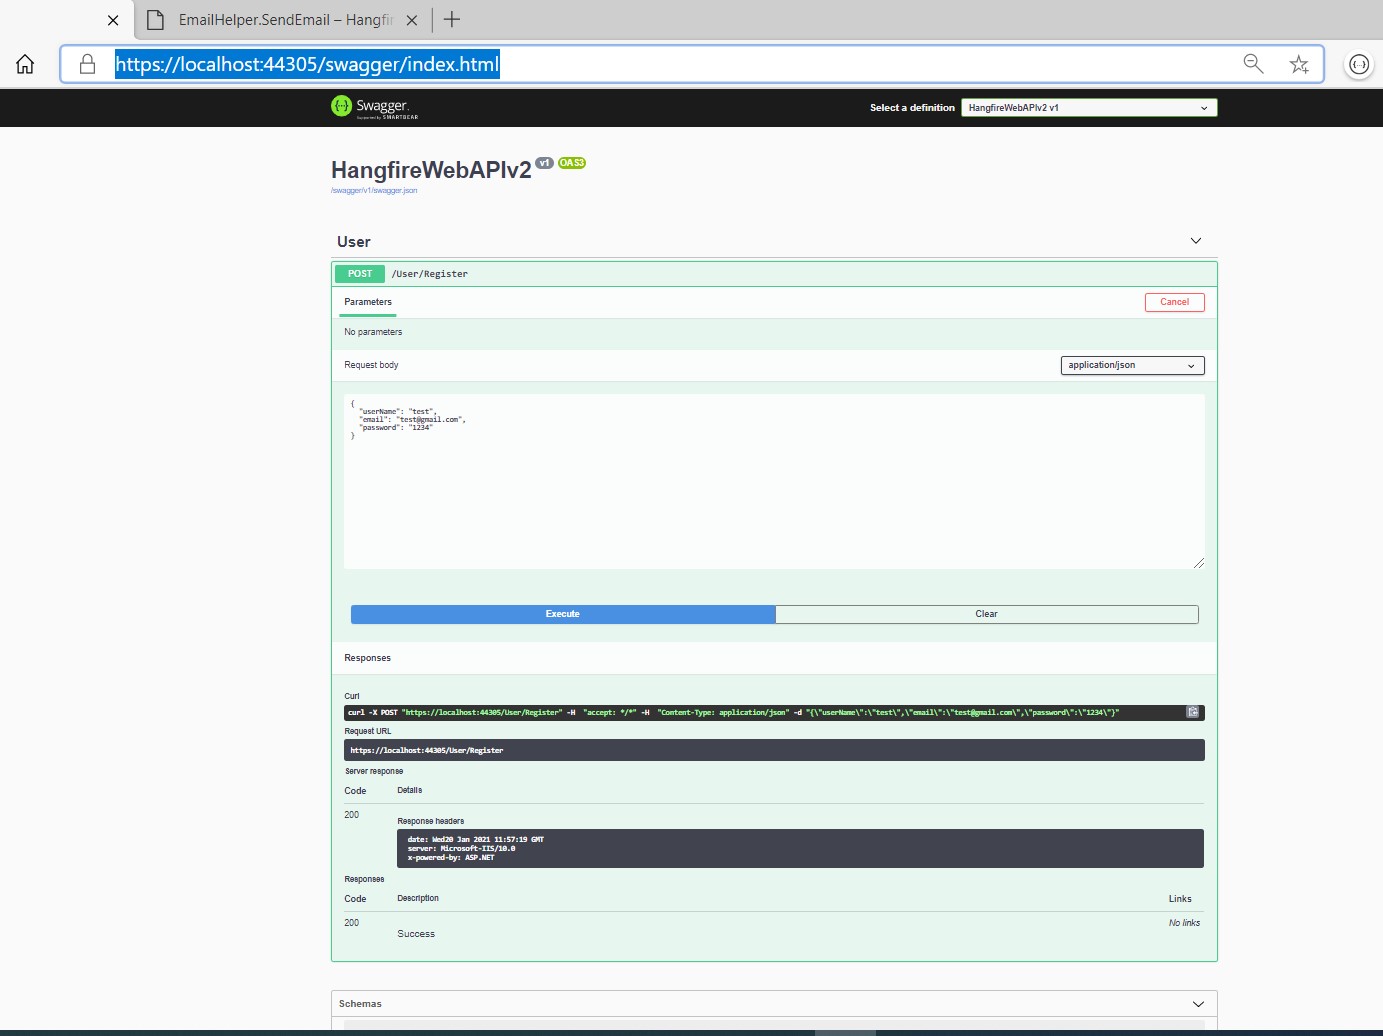 EmailHelper.SendEmail – Hangfir
https://localhost:44305/swagger/index.html
Swagger.
Supported by SMARTBEAR
Select a definition
HangfireWebAPIv2 v1
HangfireWebAPIv2 v1 OAS3
/swagger/v1/swagger.json
User
POST /User/Register
Parameters
Cancel
No parameters
Request body
application/json
{
"userName": "test",
"email": "test@gmail.com",
"password": "1234"
}
Execute
Clear
Responses
Curl
curl -X POST "https://localhost:44305/User/Register" -H  "accept: */*" -H  "Content-Type: application/json" -d "{\"userName\":\"test\",\"email\":\"test@gmail.com\",\"password\":\"1234\"}"
Request URL
https://localhost:44305/User/Register
Server response
Code Details
200
Response headers
date: Wed20 Jan 2021 11:57:19 GMT
server: Microsoft-IIS/10.0
x-powered-by: ASP.NET
Responses
Code Description Links
200 No links
Success
Schemas